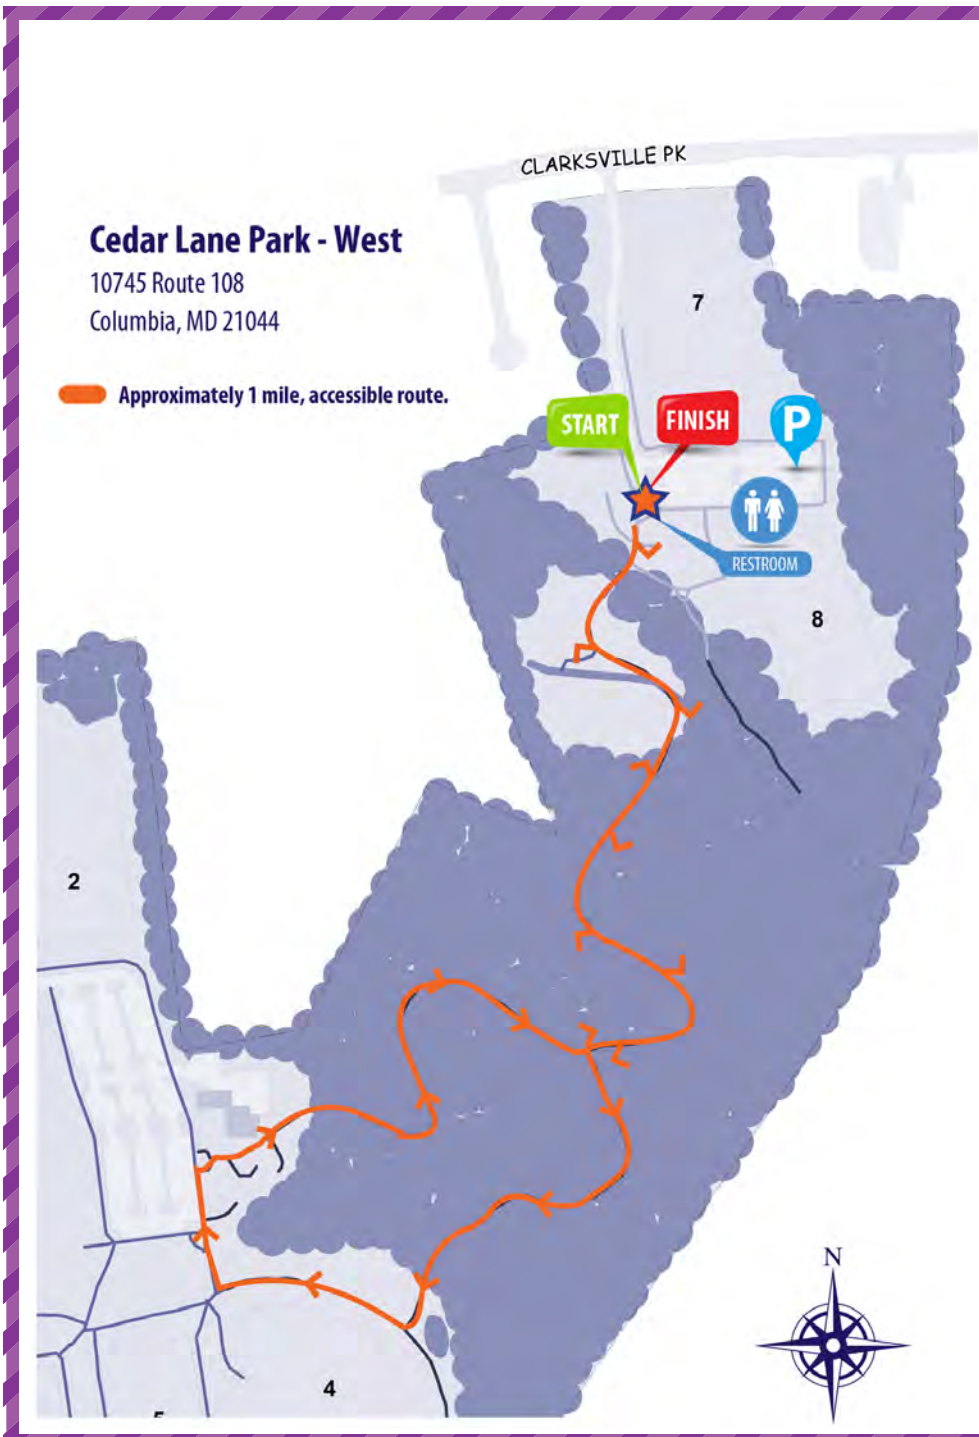 CLARKSVILLE PK
Cedar Lane Park - West
10745 Route 108
Columbia, MD 21044
Approximately 1 mile, accessible route.
7
START
FINISH
P
RESTROOM
8
2
N
4